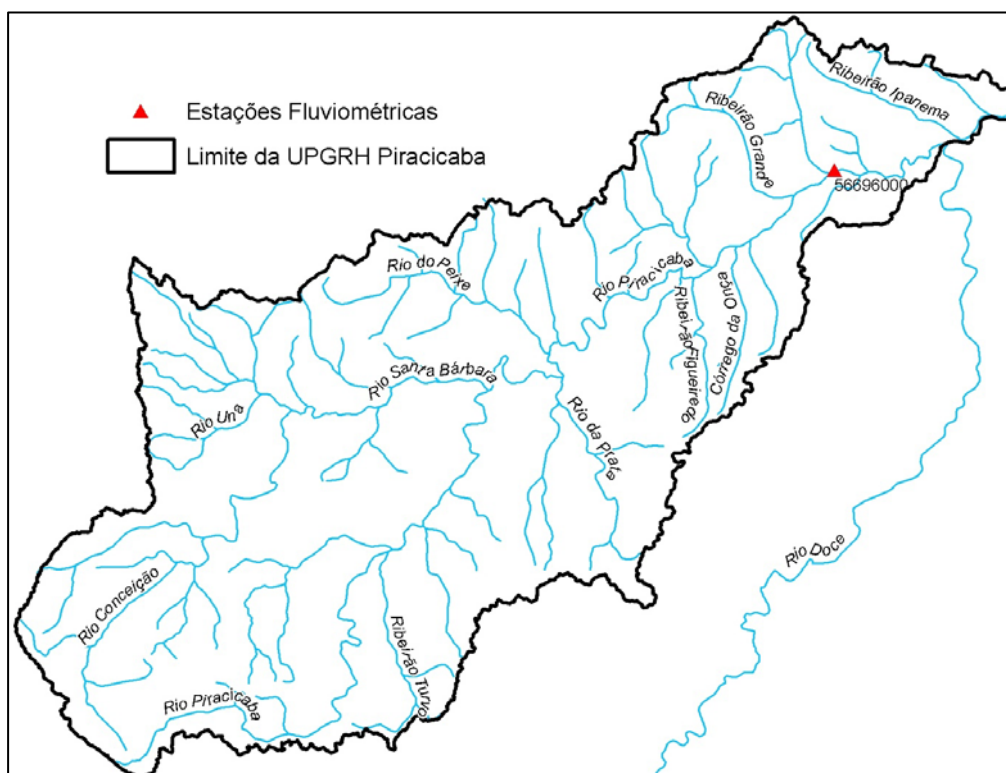 Estações Fluviométricas
Limite da UPGRH Piracicaba
Ribeirão Ipanema
Ribeirão Grande
56696000
Rio do Peixe
Rio Piracicaba
Ribeirão Figueiredo
Córrego da Onça
Rio Santa Bárbara
Rio Una
Rio da Prata
Rio Doce
Rio Conceição
Ribeirão Turvo
Rio Piracicaba